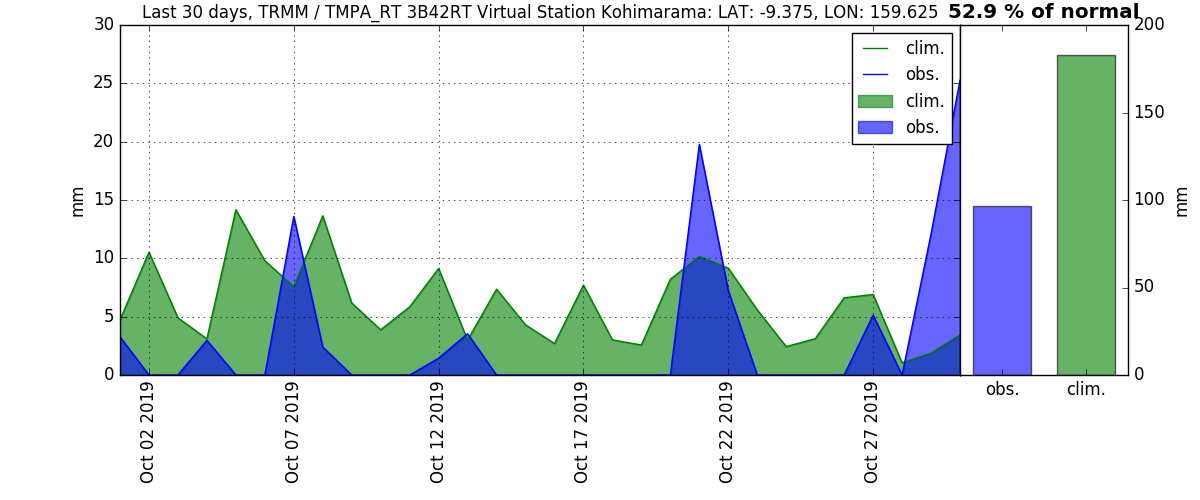 Last 30 days, TRMM / TMPA_RT 3B42RT Virtual Station Kohimarama: LAT: -9.375, LON: 159.625
52.9 % of normal
30
25
20
15
10
5
0
mm
clim.
obs.
clim.
obs.
Oct 02 2019
Oct 07 2019
Oct 12 2019
Oct 17 2019
Oct 22 2019
Oct 27 2019
200
150
100
50
0
mm
obs.
clim.